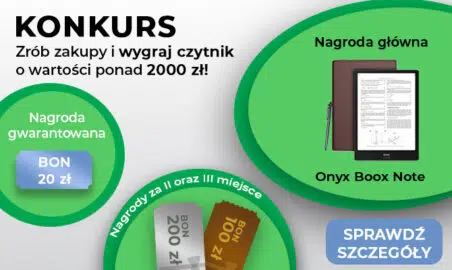 KONKURS
Zrób zakupy i wygraj czytnik
o wartości ponad 2000 zł!
Nagroda główna
Onyx Boox Note
Nagroda
gwarantowana
BON
20 zł
Nagrody za II oraz III miejsce
BON
200 zł
BON
100 zł
SPRAWDŹ
SZCZEGÓŁY